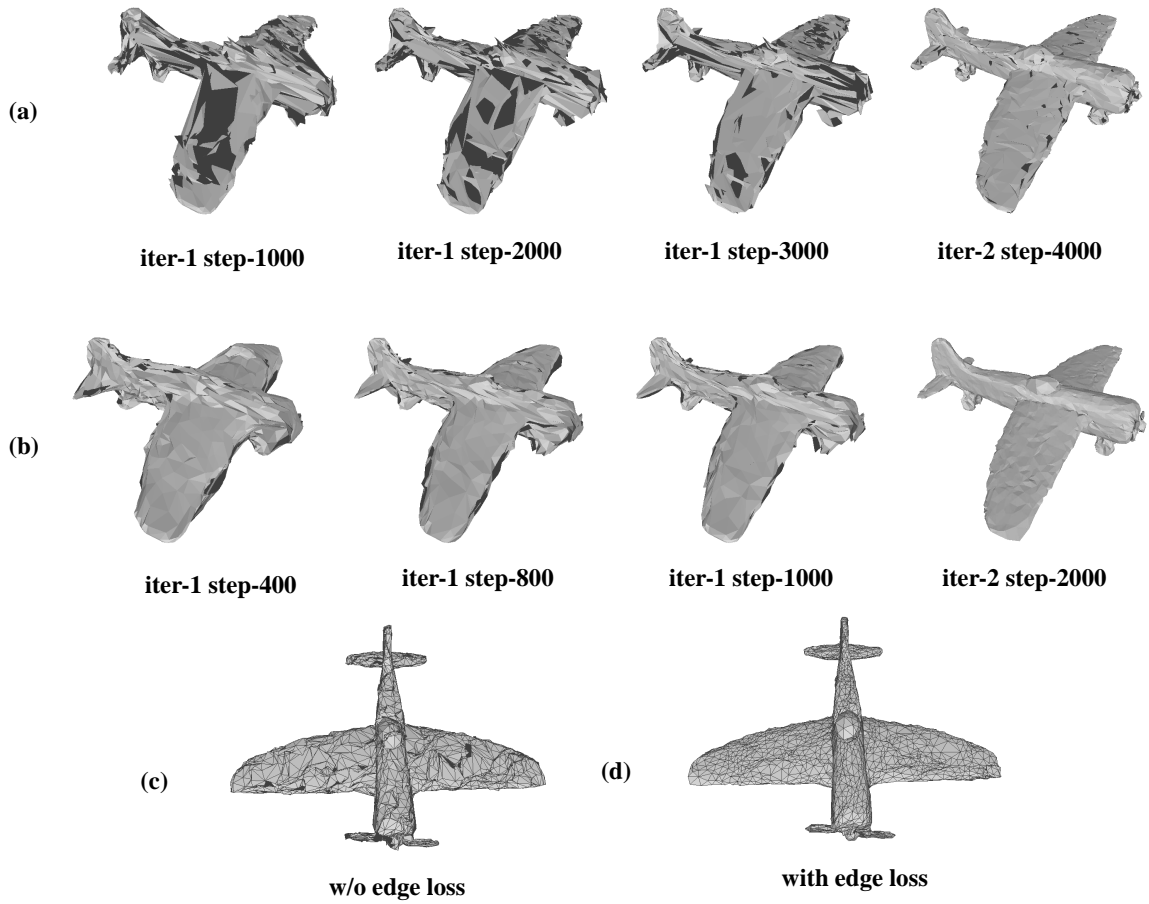 (a)
iter-1 step-1000
iter-1 step-2000
iter-1 step-3000
iter-2 step-4000
(b)
iter-1 step-400
iter-1 step-800
iter-1 step-1000
iter-2 step-2000
(c)
(d)
w/o edge loss
with edge loss